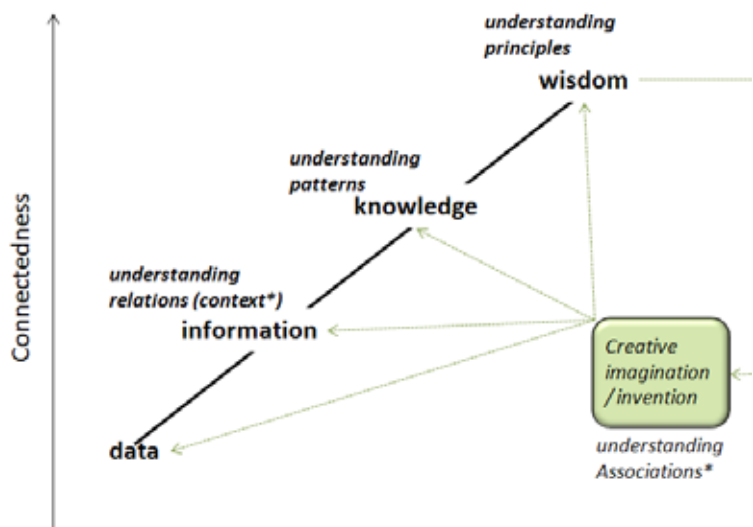 understanding
principles
wisdom
understanding
patterns
knowledge
Connectedness
understanding
relations (context*)
information
Creative
imagination
/invention
data
understanding
Associations*